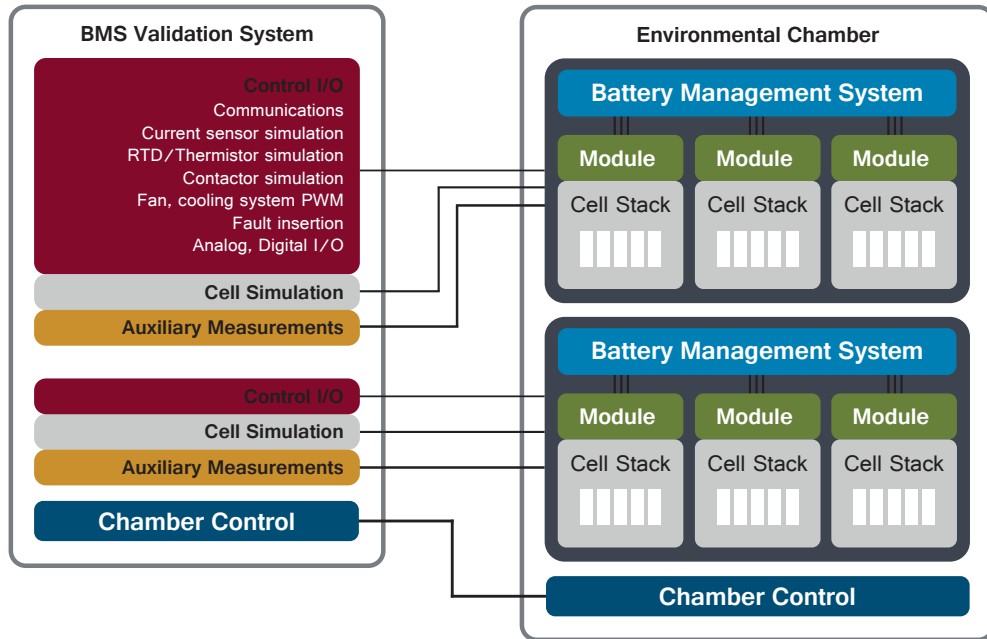 BMS Validation System
Control I/O
Communications
Current sensor simulation
RTD/Thermistor simulation
Contactor simulation
Fan, cooling system PWM
Fault insertion
Analog, Digital I/O
Cell Simulation
Auxiliary Measurements
Control I/O
Cell Simulation
Auxiliary Measurements
Chamber Control
Environmental Chamber
Battery Management System
Module Module Module
Cell Stack Cell Stack Cell Stack
Battery Management System
Module Module Module
Cell Stack Cell Stack Cell Stack
Chamber Control